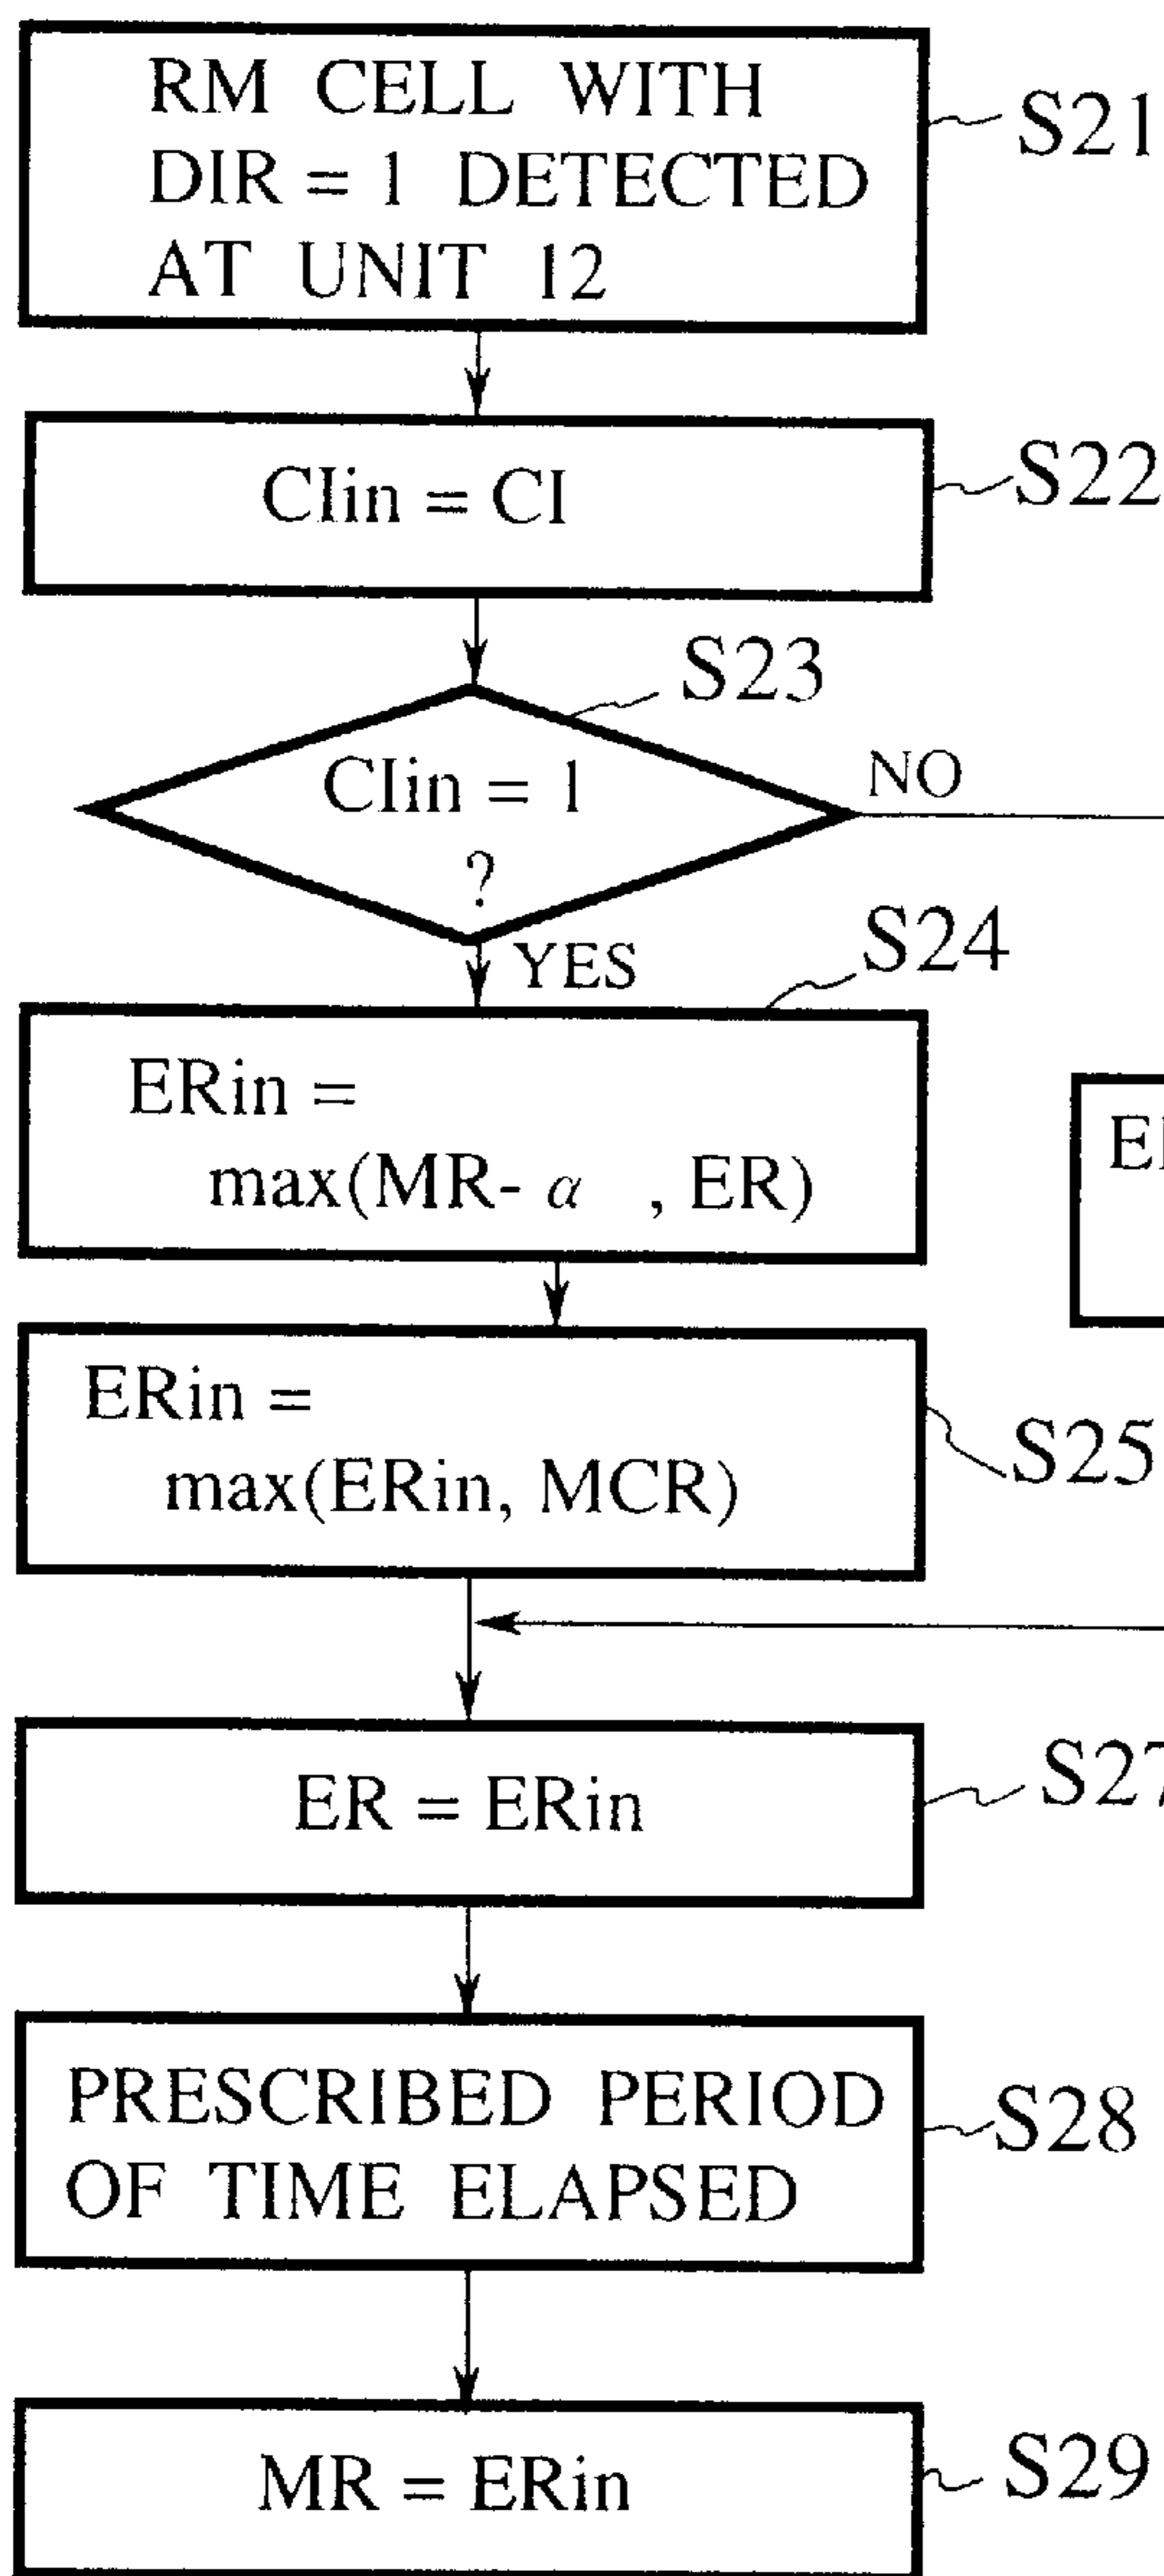 RM CELL WITH
DIR = 1 DETECTED
AT UNIT 12
S21
CIin = CI
S22
S23
CIin = 1
?
NO
YES
S24
ERin =
max(MR- α , ER)
ERin =
max(ERin, MCR)
S25
ER = ERin
S27
PRESCRIBED PERIOD
OF TIME ELAPSED
S28
MR = ERin
S29